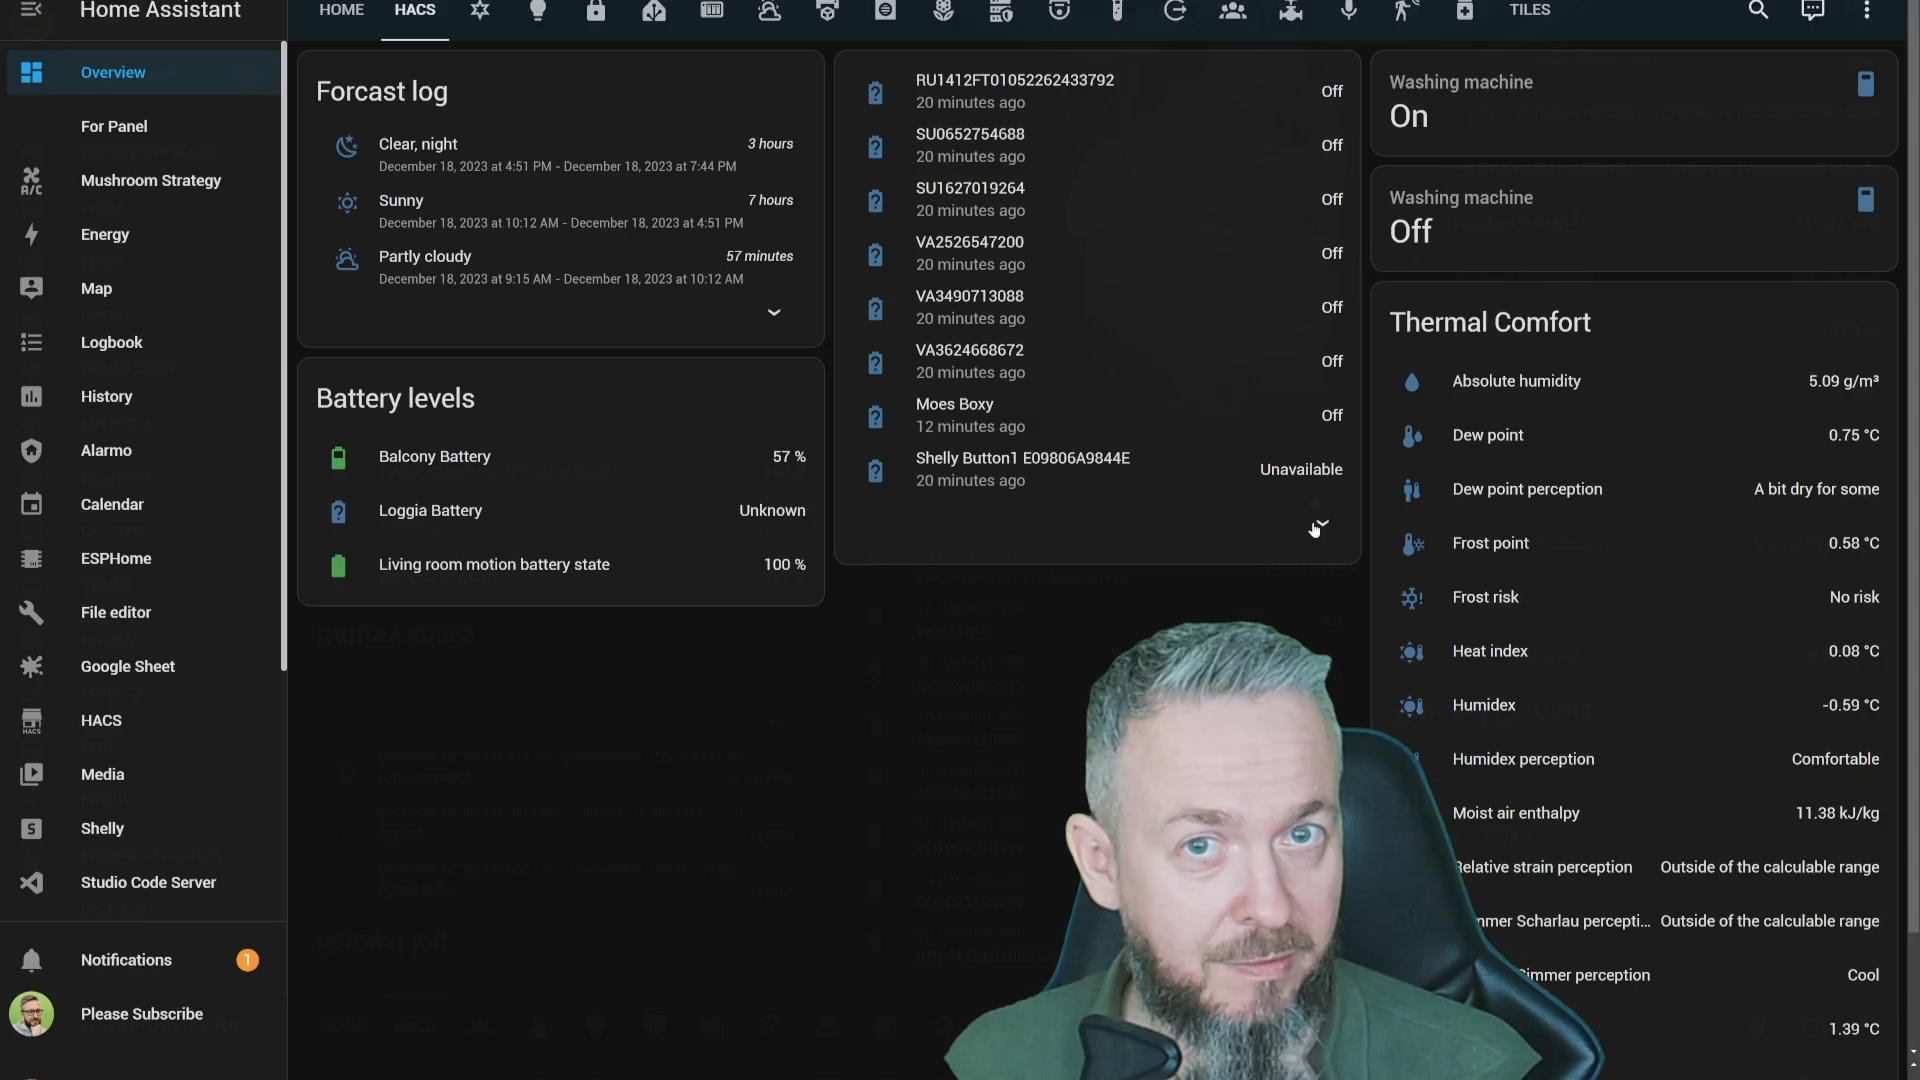 Home Assistant
HOME
HACS
TILES
Overview
For Panel
Mushroom Strategy
A/C
Energy
Map
Logbook
History
Alarmo
Calendar
ESPHome
File editor
Google Sheet
HACS
HACS
Media
Shelly
S
Studio Code Server
Notifications
1
Please Subscribe
Forcast log
Clear, night
3 hours
December 18, 2023 at 4:51 PM - December 18, 2023 at 7:44 PM
Sunny
7 hours
December 18, 2023 at 10:12 AM - December 18, 2023 at 4:51 PM
Partly cloudy
57 minutes
December 18, 2023 at 9:15 AM - December 18, 2023 at 10:12 AM
Battery levels
Balcony Battery
57 %
Loggia Battery
Unknown
Living room motion battery state
100 %
RU1412FT01052262433792
20 minutes ago
Off
SU0652754688
20 minutes ago
Off
SU1627019264
20 minutes ago
Off
VA2526547200
20 minutes ago
Off
VA3490713088
20 minutes ago
Off
VA3624668672
20 minutes ago
Off
Moes Boxy
12 minutes ago
Off
Shelly Button1 E09806A9844E
20 minutes ago
Unavailable
Washing machine
On
Washing machine
Off
Thermal Comfort
Absolute humidity
5.09 g/m³
Dew point
0.75 °C
Dew point perception
A bit dry for some
Frost point
0.58 °C
Frost risk
No risk
Heat index
0.08 °C
Humidex
-0.59 °C
Humidex perception
Comfortable
Moist air enthalpy
11.38 kJ/kg
Relative strain perception
Outside of the calculable range
mmer Scharlau percepti...
Outside of the calculable range
immer perception
Cool
1.39 °C